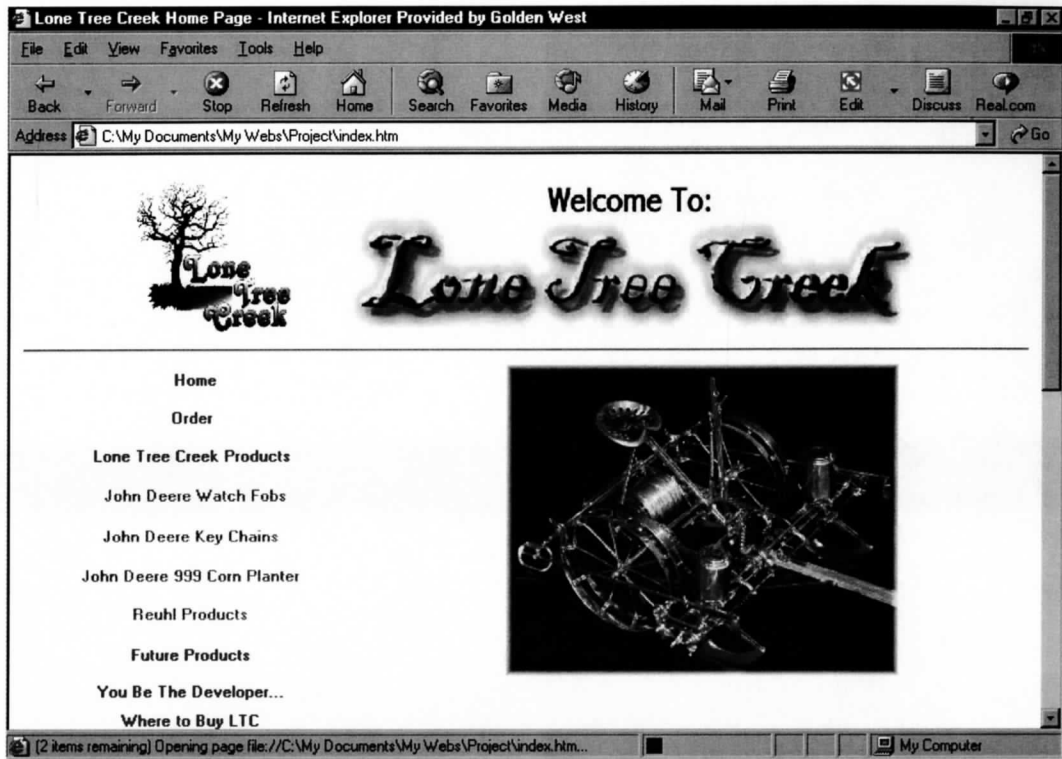 Lone Tree Creek Home Page - Internet Explorer Provided by Golden West
File Edit View Favorites Tools Help
Back Forward Stop Refresh Home Search Favorites Media History Mail Print Edit Discuss Real.com
Address C:\My Documents\My Webs\Project\index.htm Go
Lone
Tree
Creek
Welcome To:
Lone Tree Creek
Home
Order
Lone Tree Creek Products
John Deere Watch Fobs
John Deere Key Chains
John Deere 999 Corn Planter
Reuhl Products
Future Products
You Be The Developer...
Where to Buy LTC
(2 items remaining) Opening page file://C:\My Documents\My Webs\Project\index.htm... My Computer